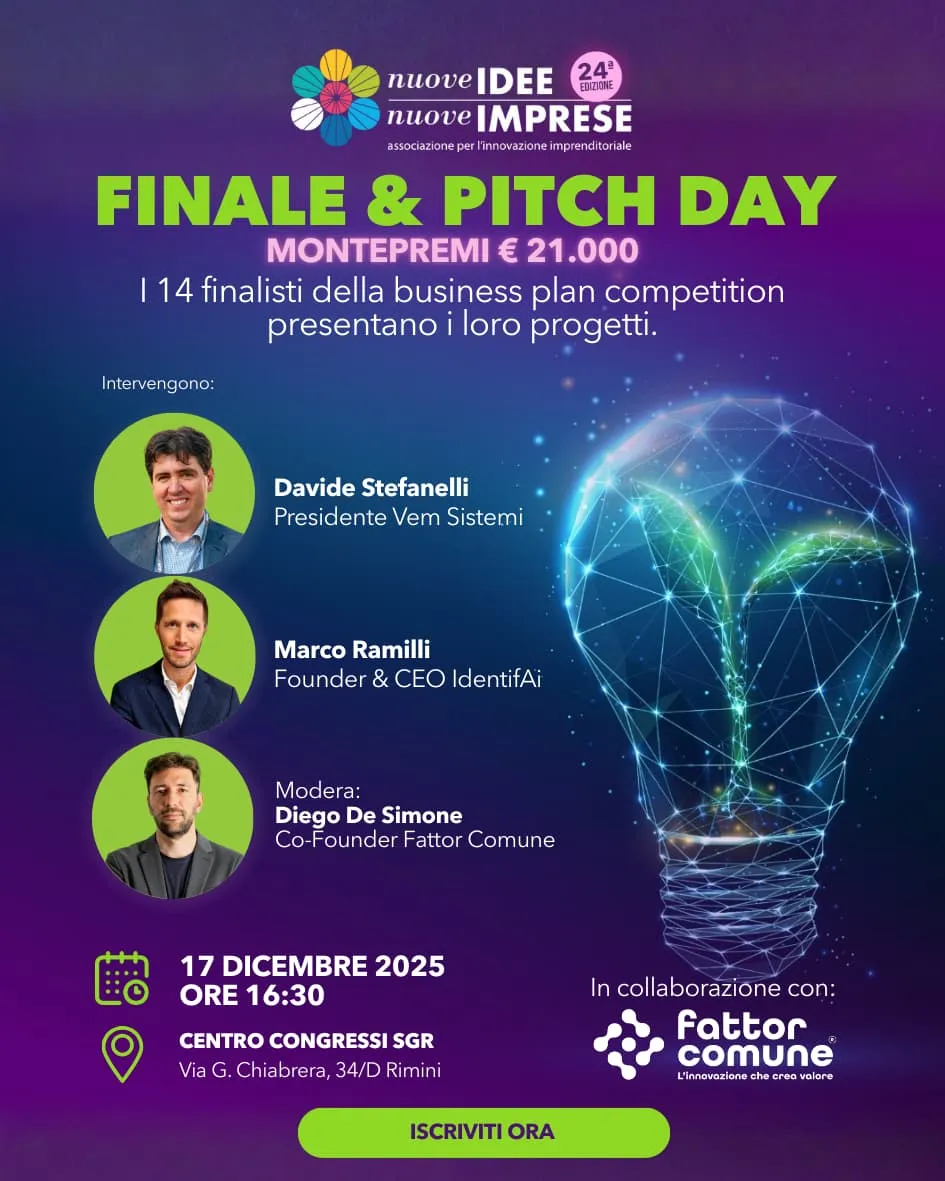 nuove IDEE
24ª
EDIZIONE
nuove IMPRESE
associazione per l'innovazione imprenditoriale
FINALE & PITCH DAY
MONTEPREMI € 21.000
I 14 finalisti della business plan competition
presentano i loro progetti.
Intervengono:
Davide Stefanelli
Presidente Vem Sistemi
Marco Ramilli
Founder & CEO IdentifAi
Modera:
Diego De Simone
Co-Founder Fattor Comune
17 DICEMBRE 2025
ORE 16:30
CENTRO CONGRESSI SGR
Via G. Chiabrera, 34/D Rimini
In collaborazione con:
fattor
comune®
L'innovazione che crea valore
ISCRIVITI ORA